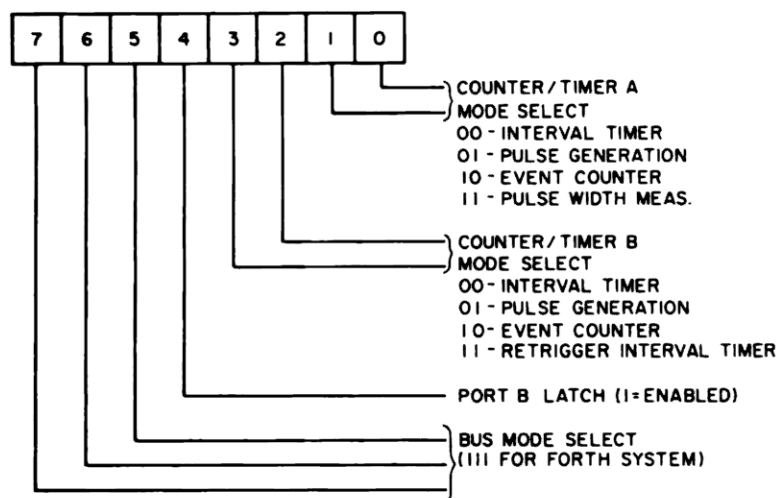 7 6 5 4 3 2 1 0
COUNTER/TIMER A
MODE SELECT
00-INTERVAL TIMER
01-PULSE GENERATION
10-EVENT COUNTER
11-PULSE WIDTH MEAS.
COUNTER/TIMER B
MODE SELECT
00-INTERVAL TIMER
01-PULSE GENERATION
10-EVENT COUNTER
11-RETRIGGER INTERVAL TIMER
PORT B LATCH (1=ENABLED)
BUS MODE SELECT
(111 FOR FORTH SYSTEM)